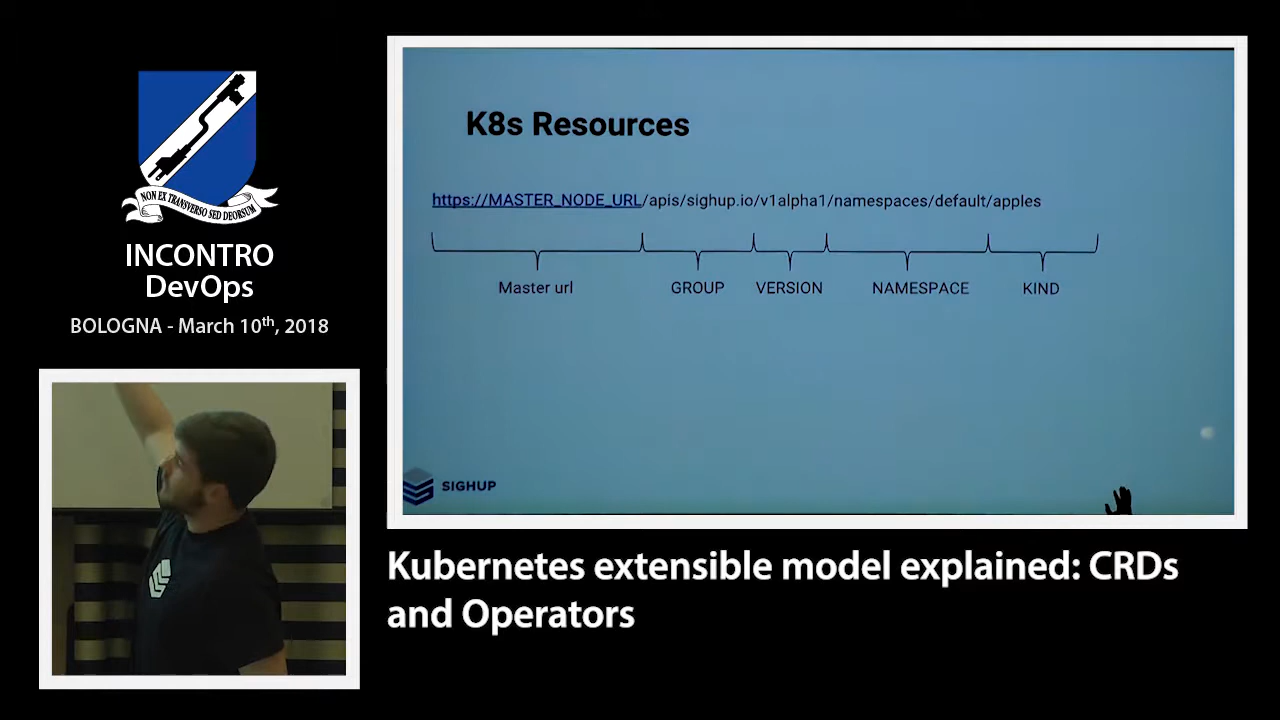 NON EX TRANSVERSO SED DEORSUM
INCONTRO
DevOps
BOLOGNA - March 10th, 2018
K8s Resources
https://MASTER_NODE_URL/apis/sighup.io/v1alpha1/namespaces/default/apples
Master url
GROUP
VERSION
NAMESPACE
KIND
SIGHUP
Kubernetes extensible model explained: CRDs
and Operators